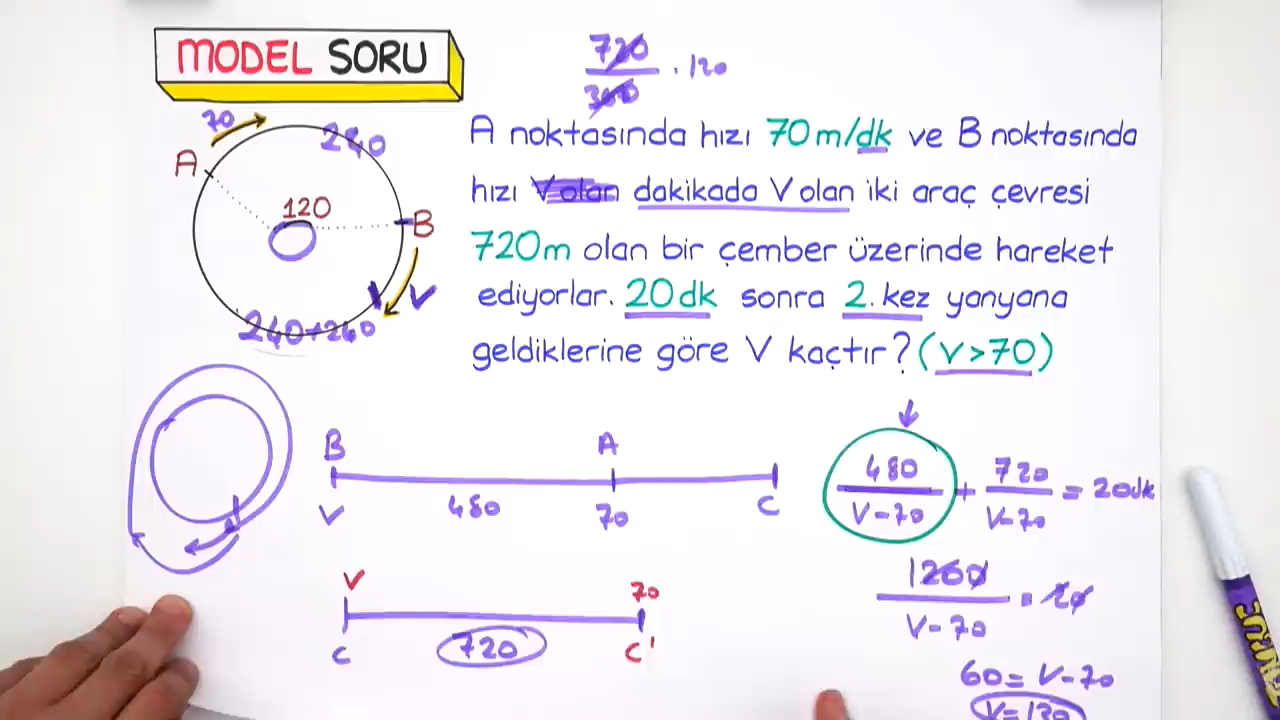 MODEL SORU
720
360
. 120
70
240
A
120
B
V
240+240
A noktasında hızı 70m/dk ve B noktasında
hızı V olan dakikada V olan iki araç çevresi
720m olan bir çember üzerinde hareket
ediyorlar. 20dk sonra 2. kez yanyana
geldiklerine göre V kaçtır? (V>70)
B A
V 480 70 C
480 + 720 = 20dk
V-70 V-70
1200 = 20
V-70
60 = V-70
V=130
V 70
C 720 C'